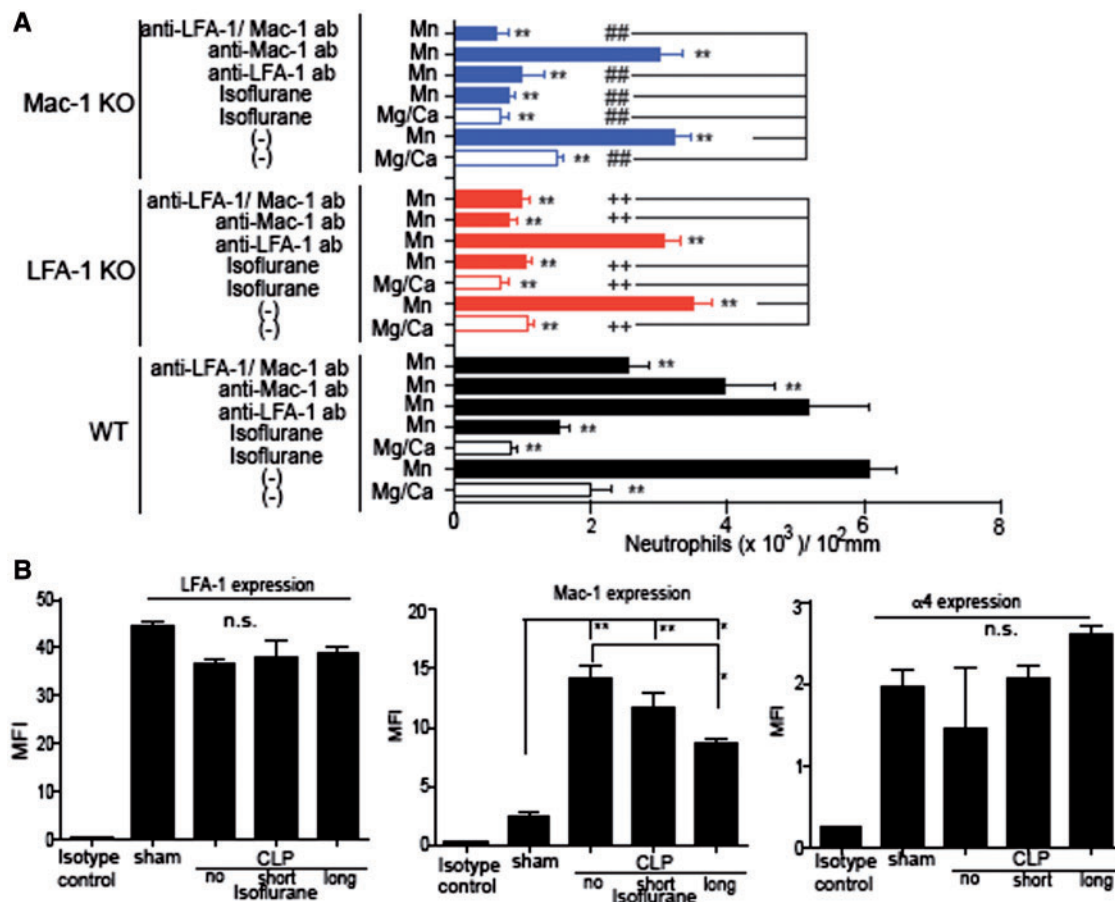 A
Mac-1 KO
anti-LFA-1/ Mac-1 ab Mn ** ##
anti-Mac-1 ab Mn **
anti-LFA-1 ab Mn ** ##
Isoflurane Mn ** ##
Isoflurane Mg/Ca ** ##
(-) Mn **
(-) Mg/Ca ** ##
LFA-1 KO
anti-LFA-1/ Mac-1 ab Mn ** ++
anti-Mac-1 ab Mn ** ++
anti-LFA-1 ab Mn **
Isoflurane Mn ** ++
Isoflurane Mg/Ca ** ++
(-) Mn **
(-) Mg/Ca ** ++
WT
anti-LFA-1/ Mac-1 ab Mn **
anti-Mac-1 ab Mn **
anti-LFA-1 ab Mn
Isoflurane Mn **
Isoflurane Mg/Ca **
(-) Mn
(-) Mg/Ca **
0 2 4 6 8
Neutrophils (x 10³)/ 10²mm
B
LFA-1 expression
n.s.
MFI
50
40
30
20
10
0
Isotype control
sham
CLP
no short long
Isoflurane
Mac-1 expression
** ** *
*
MFI
20
15
10
5
0
Isotype control
sham
CLP
no short long
Isoflurane
α4 expression
n.s.
MFI
3
2
1
0
Isotype control
Sham
CLP
no short long